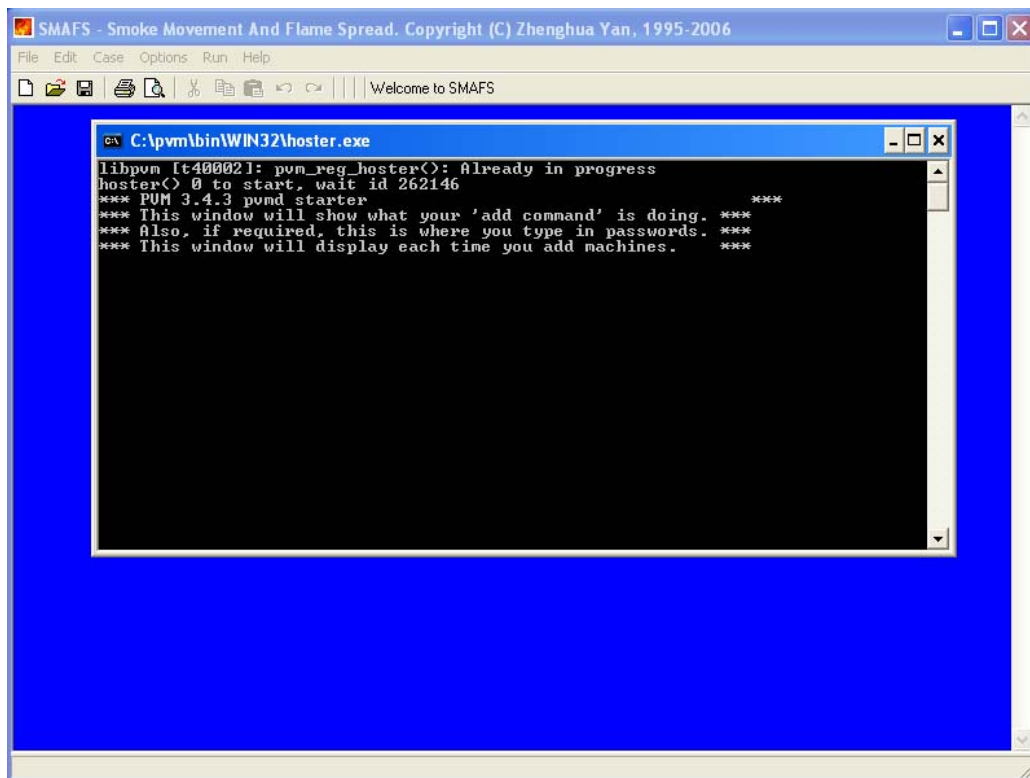 SMAFS - Smoke Movement And Flame Spread. Copyright (C) Zhenghua Yan, 1995-2006
File Edit Case Options Run Help
Welcome to SMAFS
C:\pvm\bin\WIN32\hoster.exe
libpvm [t40002]: pvm_reg_hoster(): Already in progress
hoster() 0 to start, wait id 262146
*** PVM 3.4.3 pvmd starter ***
*** This window will show what your 'add command' is doing. ***
*** Also, if required, this is where you type in passwords. ***
*** This window will display each time you add machines. ***